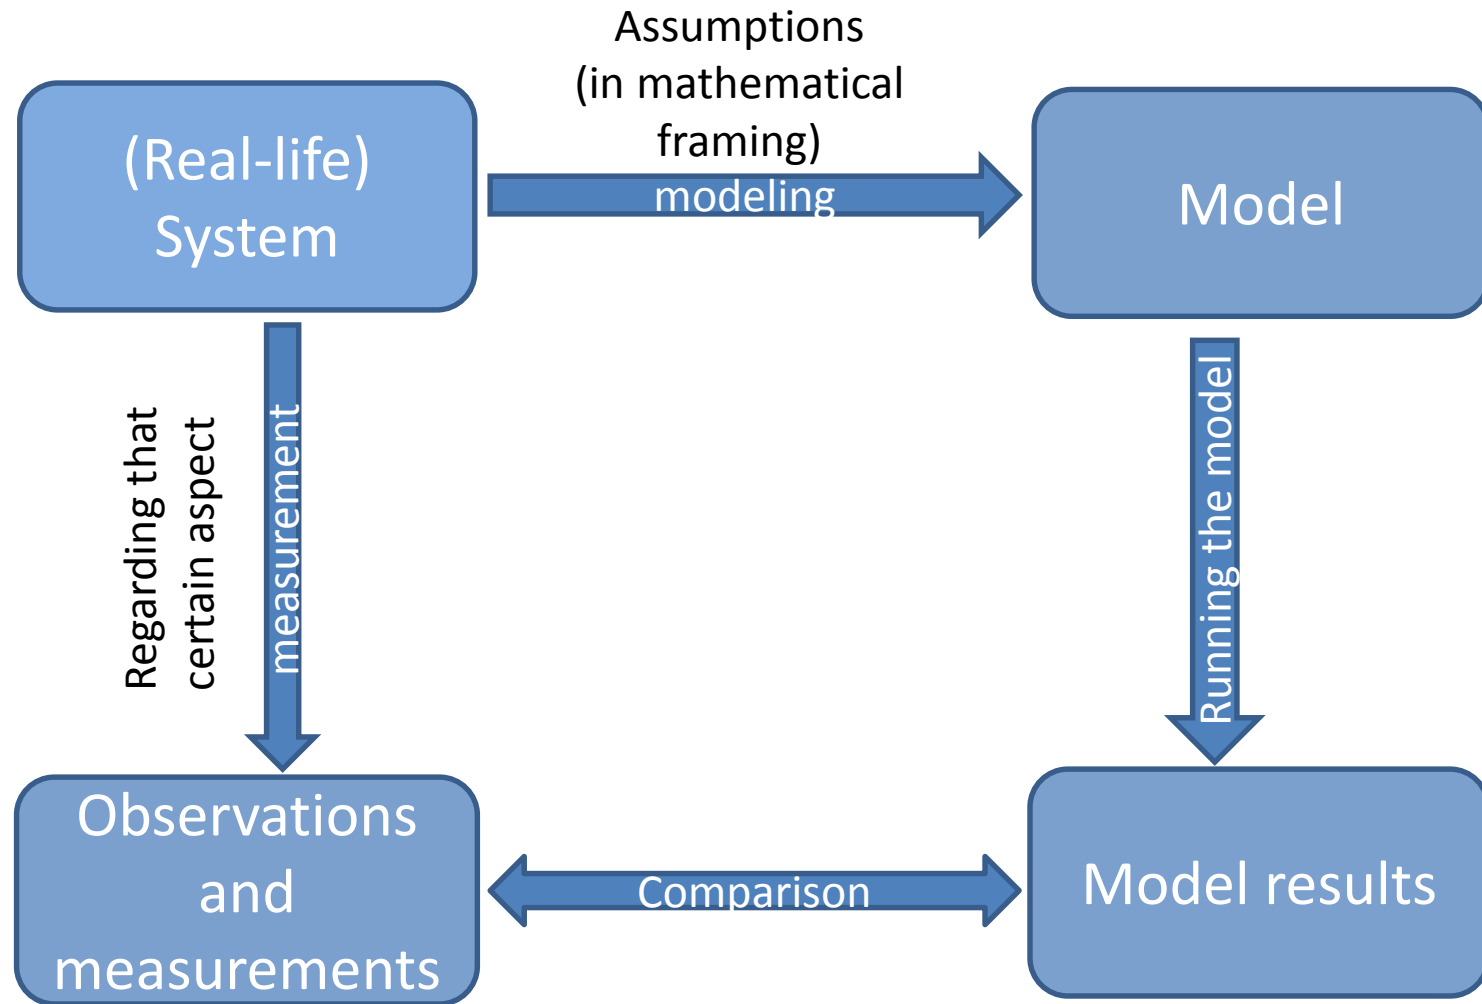 Assumptions
(in mathematical
framing)
(Real-life)
System
modeling
Model
Regarding that
certain aspect
measurement
Running the model
Observations
and
measurements
Comparison
Model results